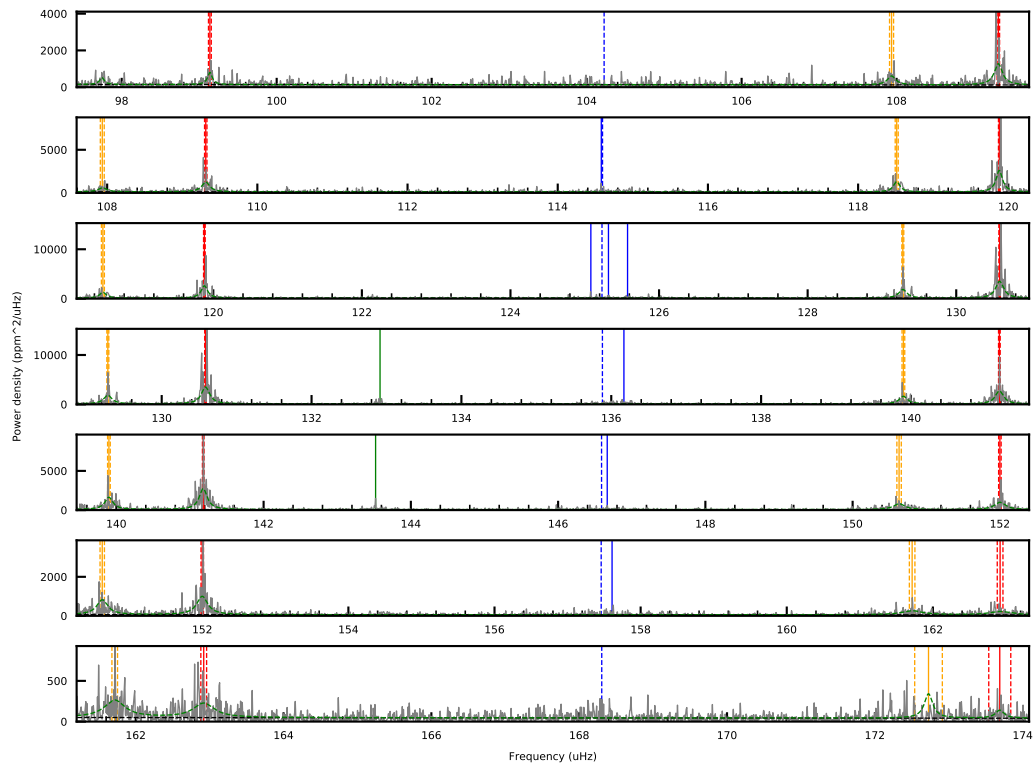 4000
2000
0
98 100 102 104 106 108
5000
0
108 110 112 114 116 118 120
10000
0
120 122 124 126 128 130
Power density (ppm^2/uHz)
10000
0
130 132 134 136 138 140
5000
0
140 142 144 146 148 150 152
2000
0
152 154 156 158 160 162
500
0
162 164 166 168 170 172 174
Frequency (uHz)